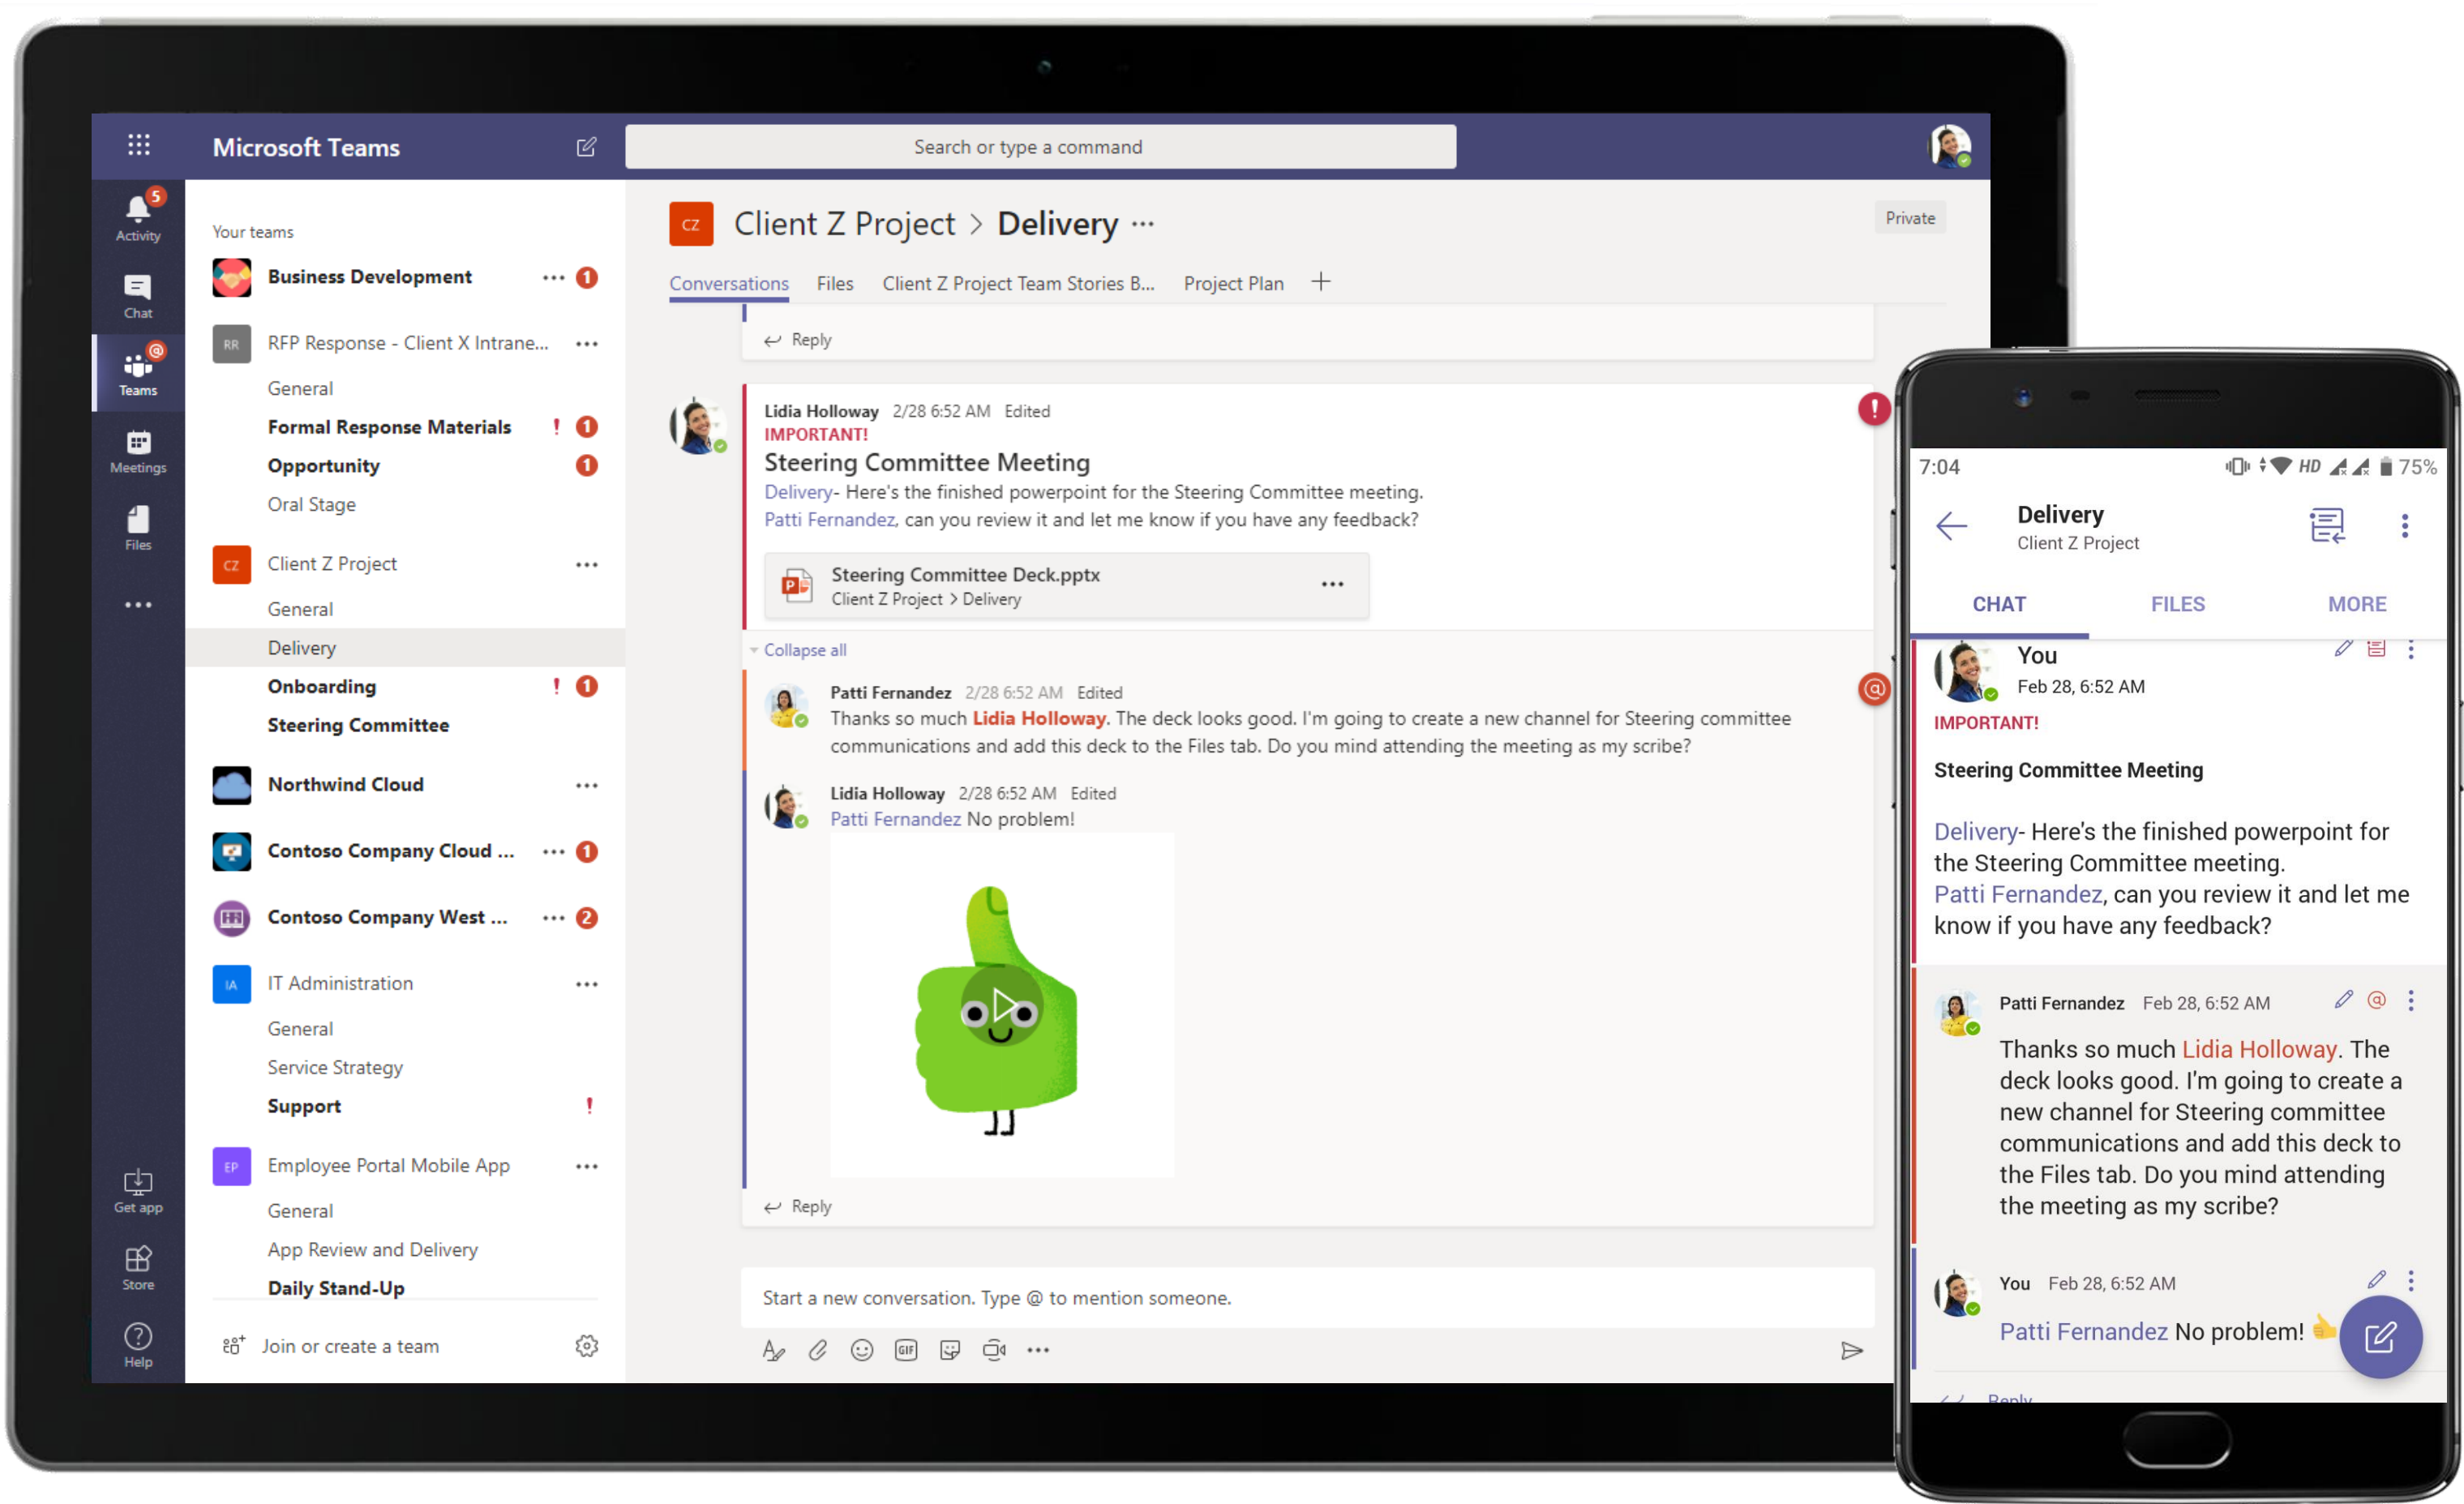 Microsoft Teams
Search or type a command
5
Activity
Chat
@
Teams
Meetings
Files
Get app
Store
Help
Your teams
Business Development
1
RR
RFP Response - Client X Intrane...
General
Formal Response Materials
! 1
Opportunity
1
Oral Stage
CZ
Client Z Project
General
Delivery
Onboarding
! 1
Steering Committee
Northwind Cloud
Contoso Company Cloud ...
1
Contoso Company West ...
2
IA
IT Administration
General
Service Strategy
Support
!
EP
Employee Portal Mobile App
General
App Review and Delivery
Daily Stand-Up
Join or create a team
CZ
Client Z Project > Delivery ...
Private
Conversations Files Client Z Project Team Stories B... Project Plan +
Reply
Lidia Holloway 2/28 6:52 AM Edited
!
IMPORTANT!
Steering Committee Meeting
Delivery- Here's the finished powerpoint for the Steering Committee meeting.
Patti Fernandez, can you review it and let me know if you have any feedback?
P
Steering Committee Deck.pptx
Client Z Project > Delivery
Collapse all
Patti Fernandez 2/28 6:52 AM Edited
@
Thanks so much Lidia Holloway. The deck looks good. I'm going to create a new channel for Steering committee
communications and add this deck to the Files tab. Do you mind attending the meeting as my scribe?
Lidia Holloway 2/28 6:52 AM Edited
Patti Fernandez No problem!
Reply
Start a new conversation. Type @ to mention someone.
GIF
7:04
HD
75%
Delivery
Client Z Project
CHAT FILES MORE
You
Feb 28, 6:52 AM
IMPORTANT!
Steering Committee Meeting
Delivery- Here's the finished powerpoint for
the Steering Committee meeting.
Patti Fernandez, can you review it and let me
know if you have any feedback?
Patti Fernandez Feb 28, 6:52 AM
@
Thanks so much Lidia Holloway. The
deck looks good. I'm going to create a
new channel for Steering committee
communications and add this deck to
the Files tab. Do you mind attending
the meeting as my scribe?
You Feb 28, 6:52 AM
Patti Fernandez No problem! 👍
Reply